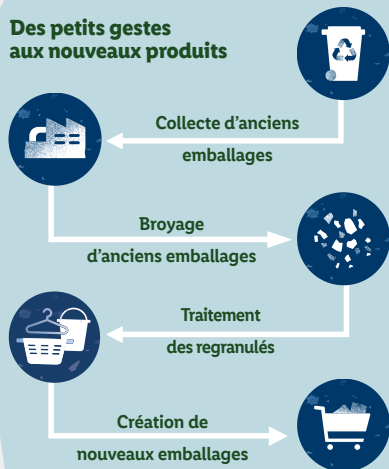 Des petits gestes
aux nouveaux produits
Collecte d'anciens
emballages
Broyage
d'anciens emballages
Traitement
des regranulés
Création de
nouveaux emballages